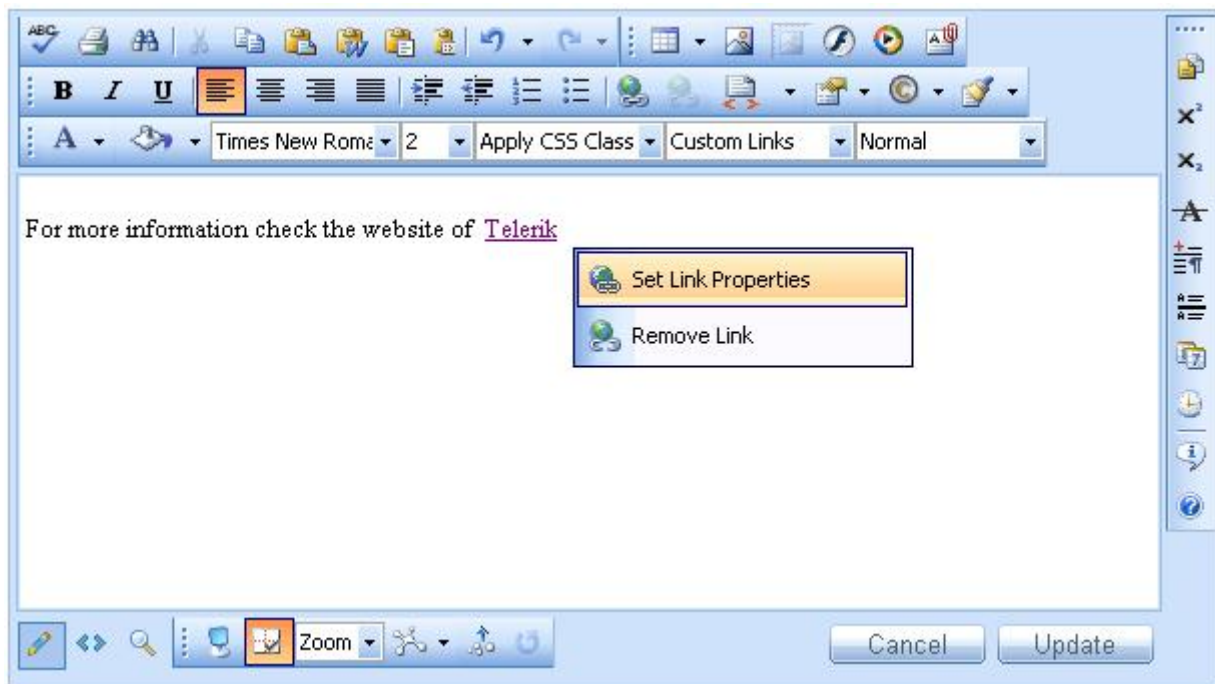 ABC
B I U
A Times New Roma 2 Apply CSS Class Custom Links Normal
For more information check the website of Telerik
Set Link Properties
Remove Link
Zoom
Cancel Update